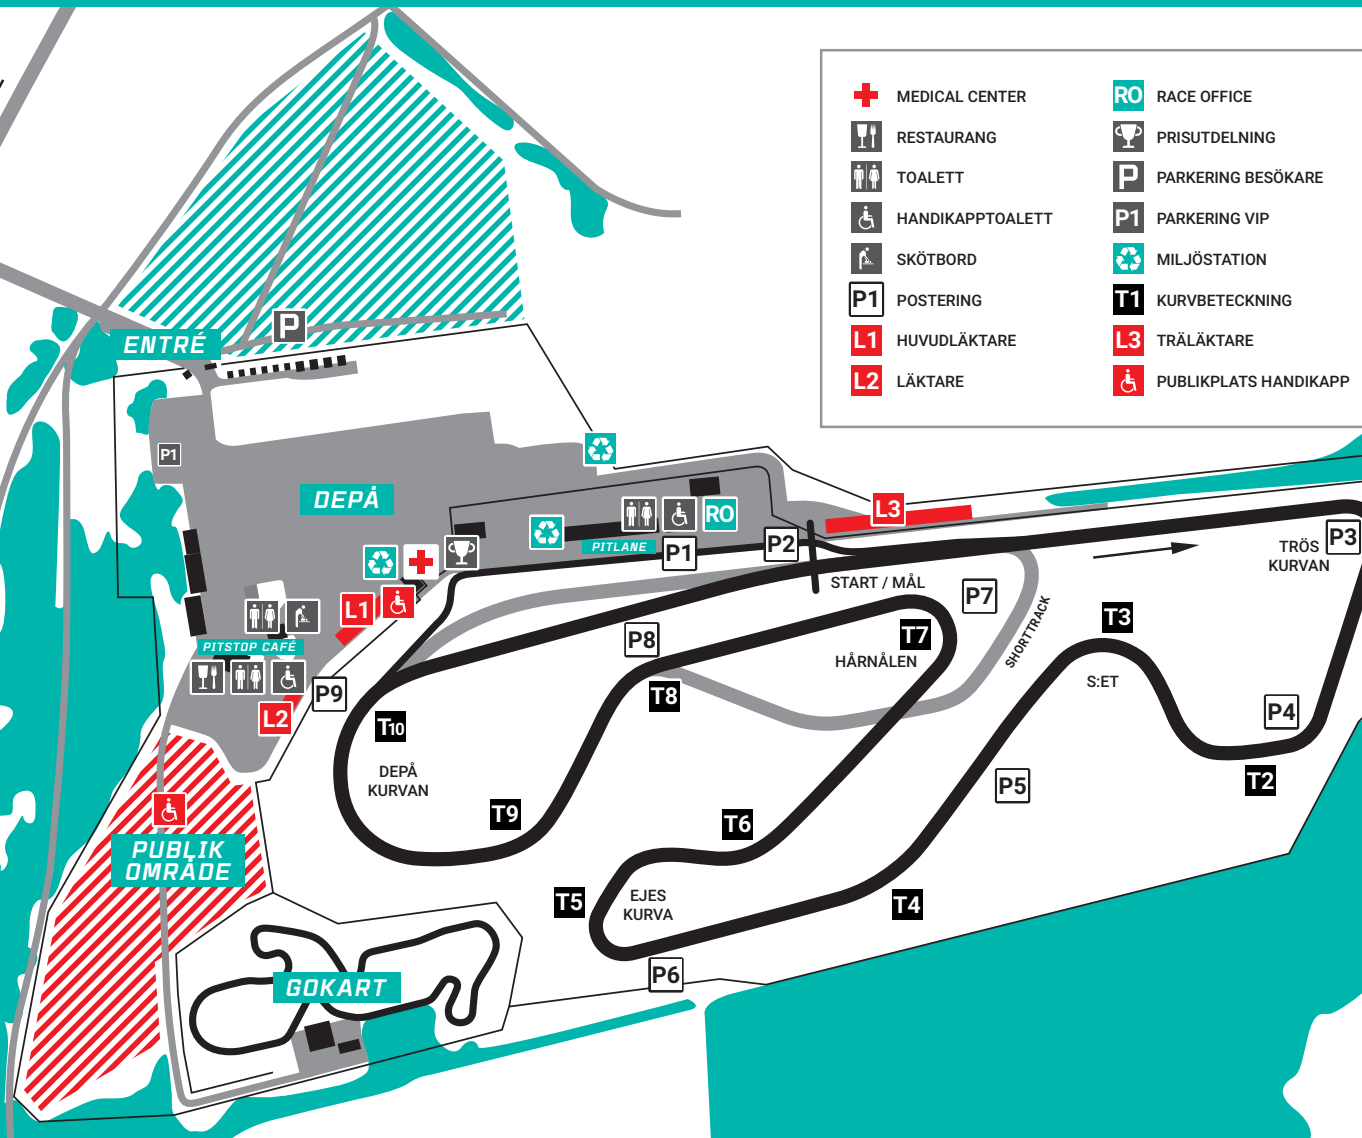 MEDICAL CENTER
RESTAURANG
TOALETT
HANDIKAPPTOALETT
SKÖTBORD
P1 POSTERING
L1 HUVUDLÄKTARE
L2 LÄKTARE
RO RACE OFFICE
PRISUTDELNING
P PARKERING BESÖKARE
P1 PARKERING VIP
MILJÖSTATION
T1 KURVBETECKNING
L3 TRÄLÄKTARE
PUBLIKPLATS HANDIKAPP
P
ENTRÉ
P1
DEPÅ
RO
L3
PITLANE
P1
P2
P3
TRÖS
KURVAN
START / MÅL
P7
SHORTTRACK
L1
T3
T7
P8
HÅRNÅLEN
PITSTOP CAFÉ
S:ET
P9
T8
L2
P4
T10
DEPÅ
KURVAN
T2
P5
T9
T6
PUBLIK
OMRÅDE
T5
EJES
KURVA
T4
P6
GOKART